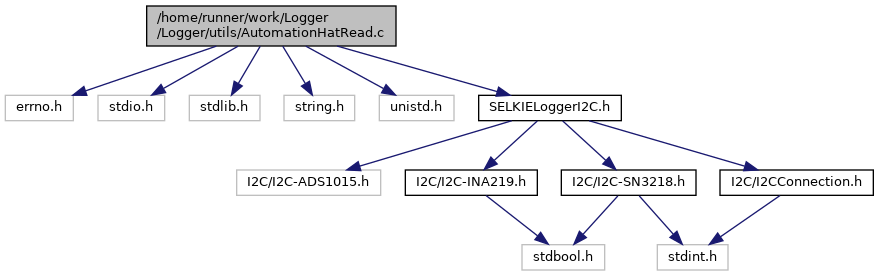 /home/runner/work/Logger
/Logger/utils/AutomationHatRead.c
errno.h
stdio.h
stdlib.h
string.h
unistd.h
SELKIELoggerI2C.h
I2C/I2C-ADS1015.h
I2C/I2C-INA219.h
I2C/I2C-SN3218.h
I2C/I2CConnection.h
stdbool.h
stdint.h